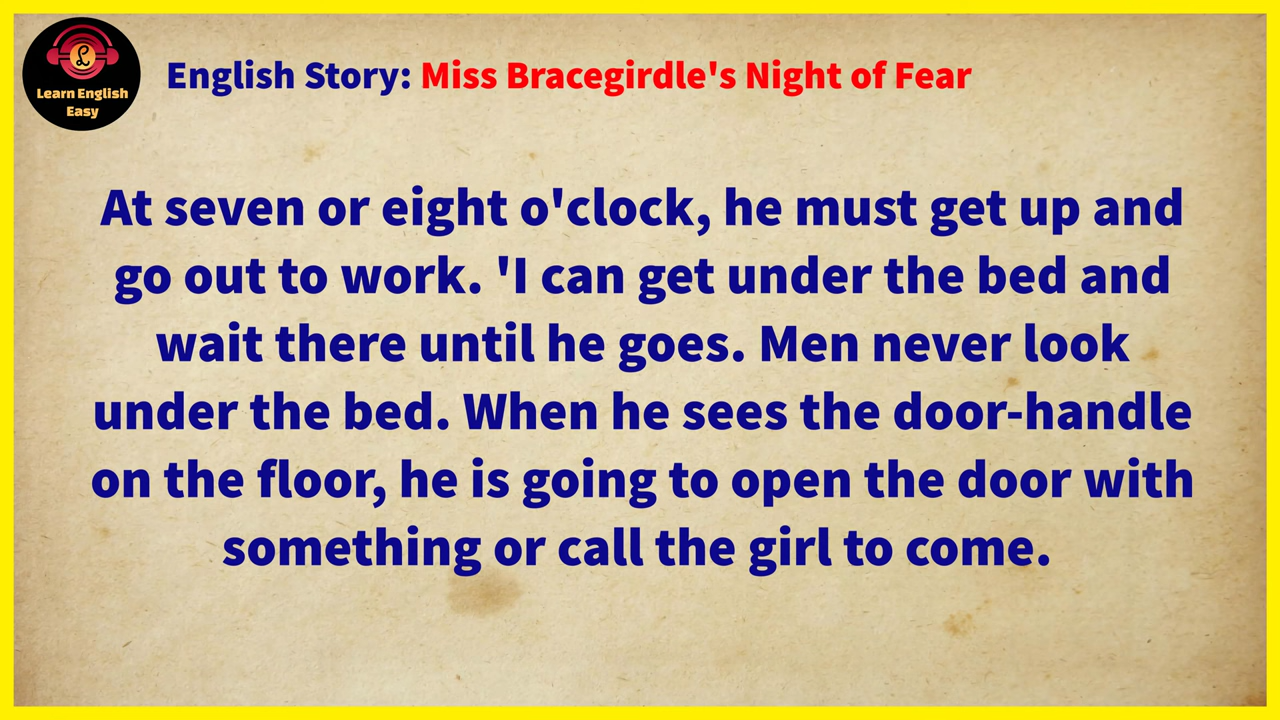 Learn English
Easy
English Story: Miss Bracegirdle's Night of Fear
At seven or eight o'clock, he must get up and
go out to work. 'I can get under the bed and
wait there until he goes. Men never look
under the bed. When he sees the door-handle
on the floor, he is going to open the door with
something or call the girl to come.